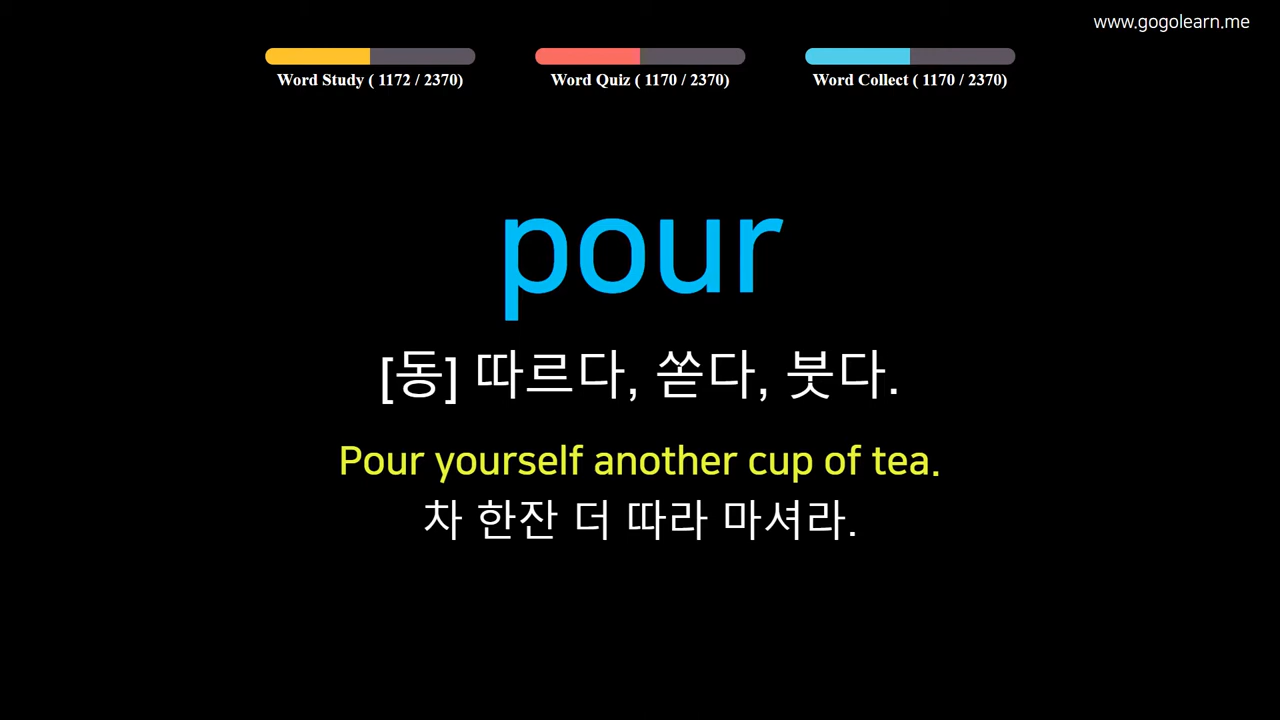 www.gogolearn.me
Word Study ( 1172 / 2370)
Word Quiz ( 1170 / 2370)
Word Collect ( 1170 / 2370)
pour
[동] 따르다, 쏟다, 붓다.
Pour yourself another cup of tea.
차 한잔 더 따라 마셔라.